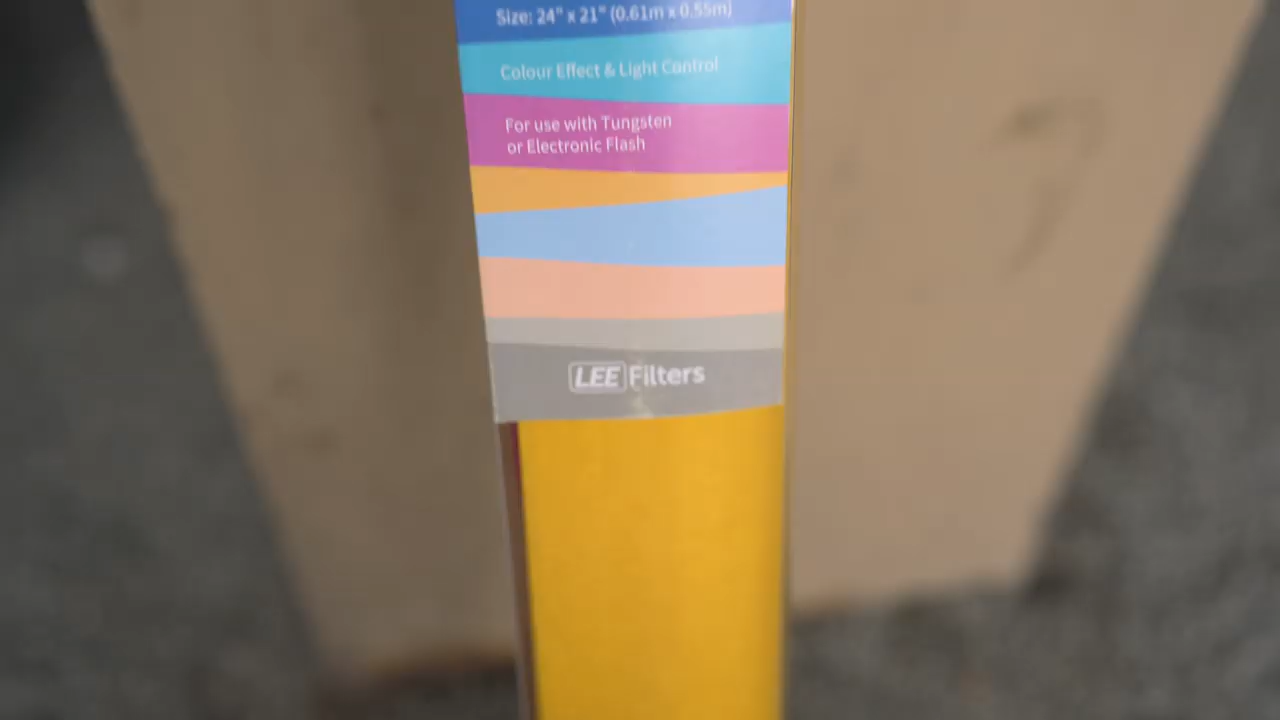 Size: 24" x 21" (0.61m x 0.55m)
Colour Effect & Light Control
For use with Tungsten
or Electronic Flash
LEE Filters